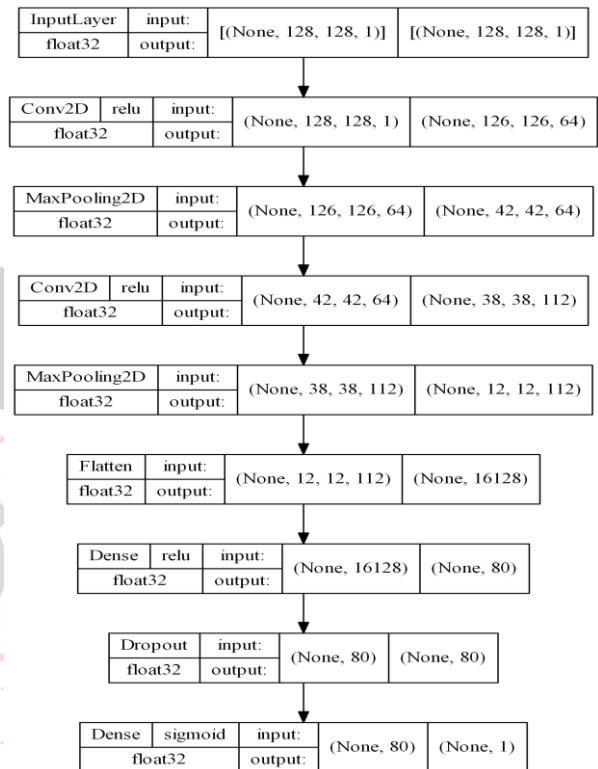 InputLayer input: [(None, 128, 128, 1)] [(None, 128, 128, 1)]
float32 output:
Conv2D relu input: (None, 128, 128, 1) (None, 126, 126, 64)
float32 output:
MaxPooling2D input: (None, 126, 126, 64) (None, 42, 42, 64)
float32 output:
Conv2D relu input: (None, 42, 42, 64) (None, 38, 38, 112)
float32 output:
MaxPooling2D input: (None, 38, 38, 112) (None, 12, 12, 112)
float32 output:
Flatten input: (None, 12, 12, 112) (None, 16128)
float32 output:
Dense relu input: (None, 16128) (None, 80)
float32 output:
Dropout input: (None, 80) (None, 80)
float32 output:
Dense sigmoid input: (None, 80) (None, 1)
float32 output: